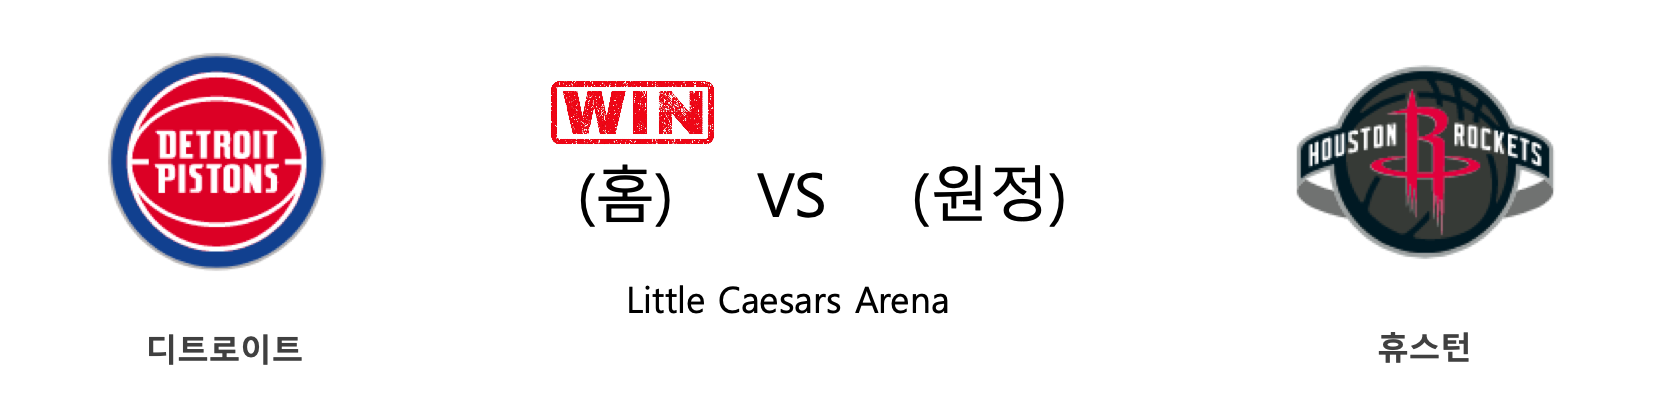 DETROIT
PISTONS
WIN
(홈) VS (원정)
HOUSTON ROCKETS
R
Little Caesars Arena
디트로이트
휴스턴